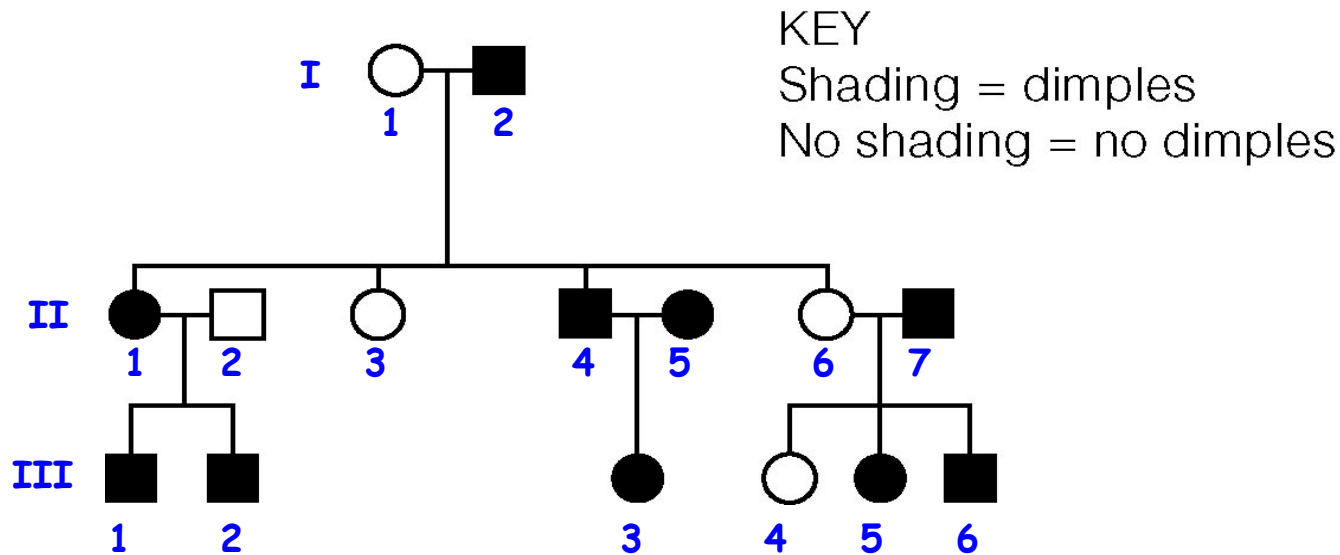 KEY
Shading = dimples
No shading = no dimples
I
1 2
II
1 2 3 4 5 6 7
III
1 2 3 4 5 6